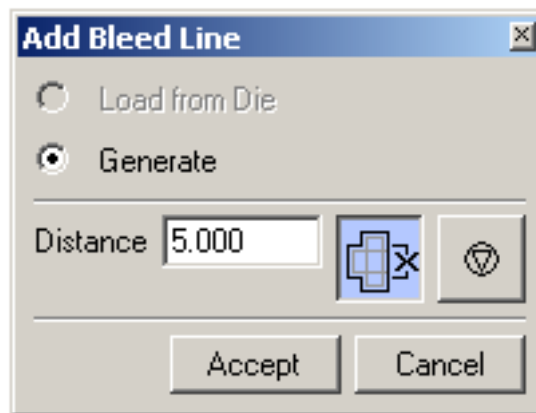 Add Bleed Line
Load from Die
Generate
Distance 5.000
Accept Cancel